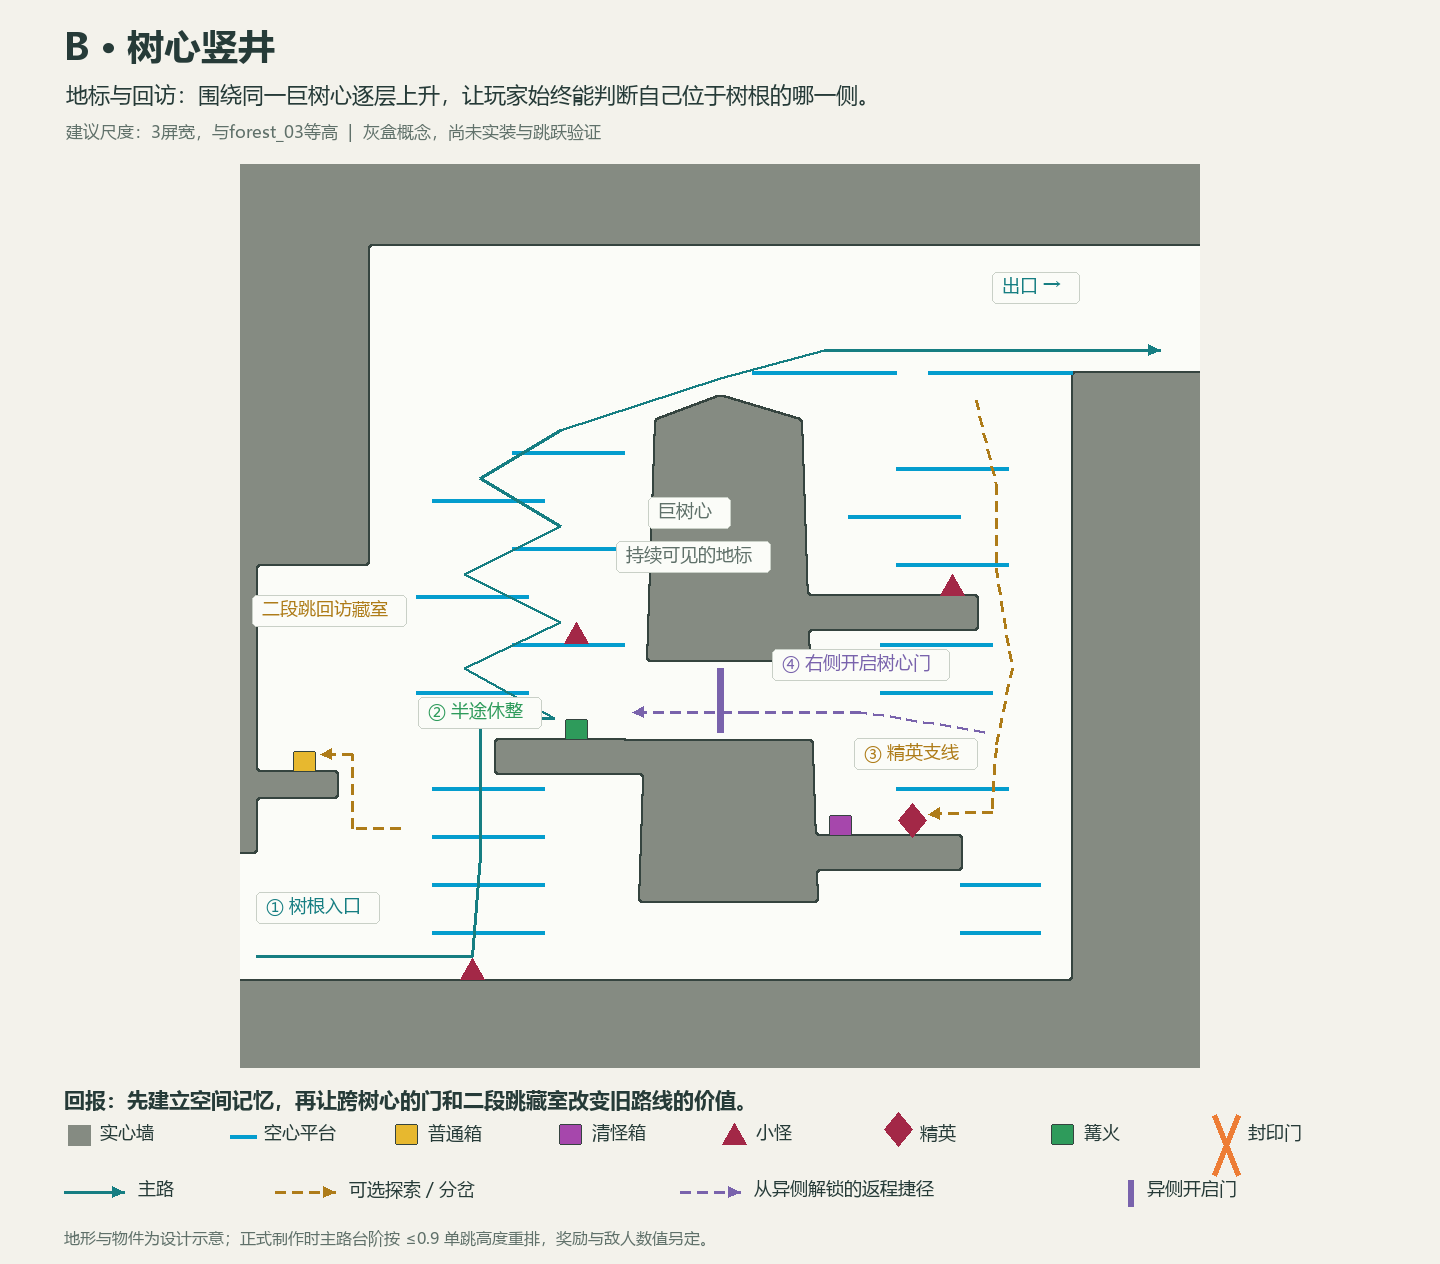 B • 树心竖井
地标与回访：围绕同一巨树心逐层上升，让玩家始终能判断自己位于树根的哪一侧。
建议尺度：3屏宽，与forest_03等高 | 灰盒概念，尚未实装与跳跃验证
出口 →
巨树心
持续可见的地标
二段跳回访藏室
④ 右侧开启树心门
② 半途休整
③ 精英支线
① 树根入口
回报：先建立空间记忆，再让跨树心的门和二段跳藏室改变旧路线的价值。
实心墙 空心平台 普通箱 清怪箱 小怪 精英 篝火 封印门
主路 可选探索 / 分岔 从异侧解锁的返程捷径 异侧开启门
地形与物件为设计示意；正式制作时主路台阶按 ≤0.9 单跳高度重排，奖励与敌人数值另定。